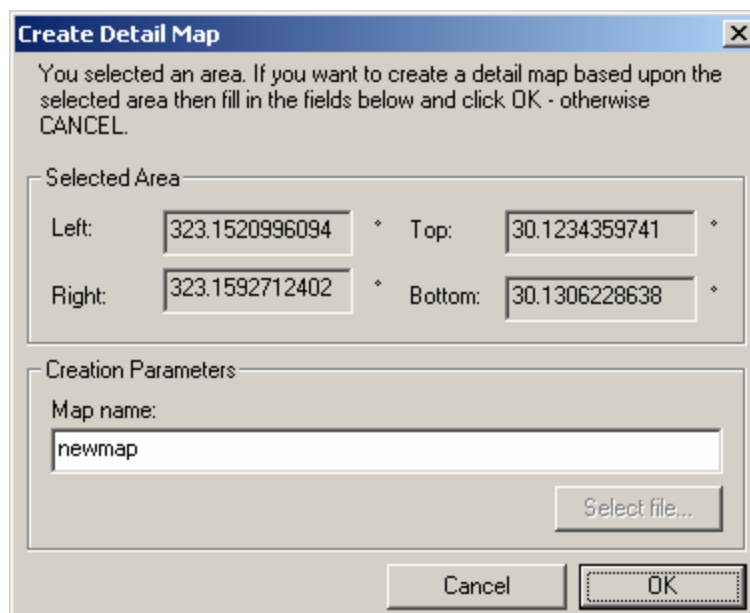 Create Detail Map
You selected an area. If you want to create a detail map based upon the
selected area then fill in the fields below and click OK - otherwise
CANCEL.
Selected Area
Left: 323.1520996094 ° Top: 30.1234359741 °
Right: 323.1592712402 ° Bottom: 30.1306228638 °
Creation Parameters
Map name:
newmap
Select file...
Cancel OK